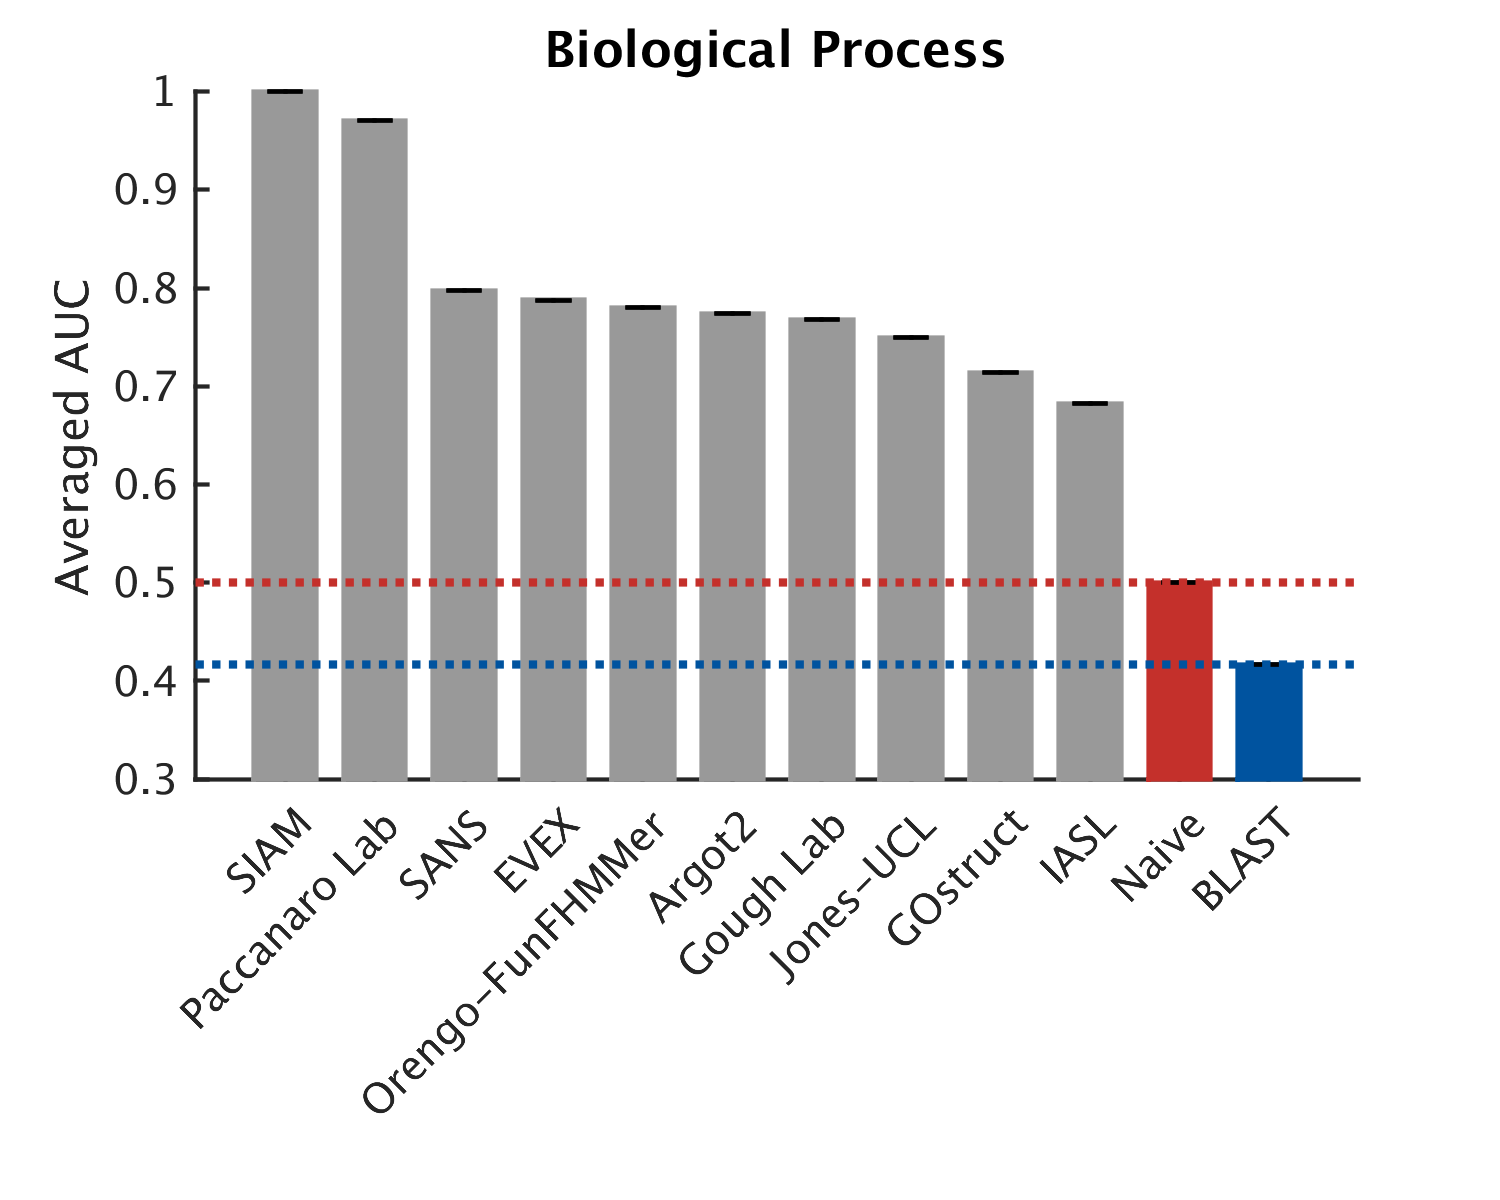 Biological Process
Averaged AUC
1
0.9
0.8
0.7
0.6
0.5
0.4
0.3
SIAM
Paccanaro Lab
SANS
EVEX
Orengo–FunFHMMer
Argot2
Gough Lab
Jones–UCL
GOstruct
IASL
Naive
BLAST